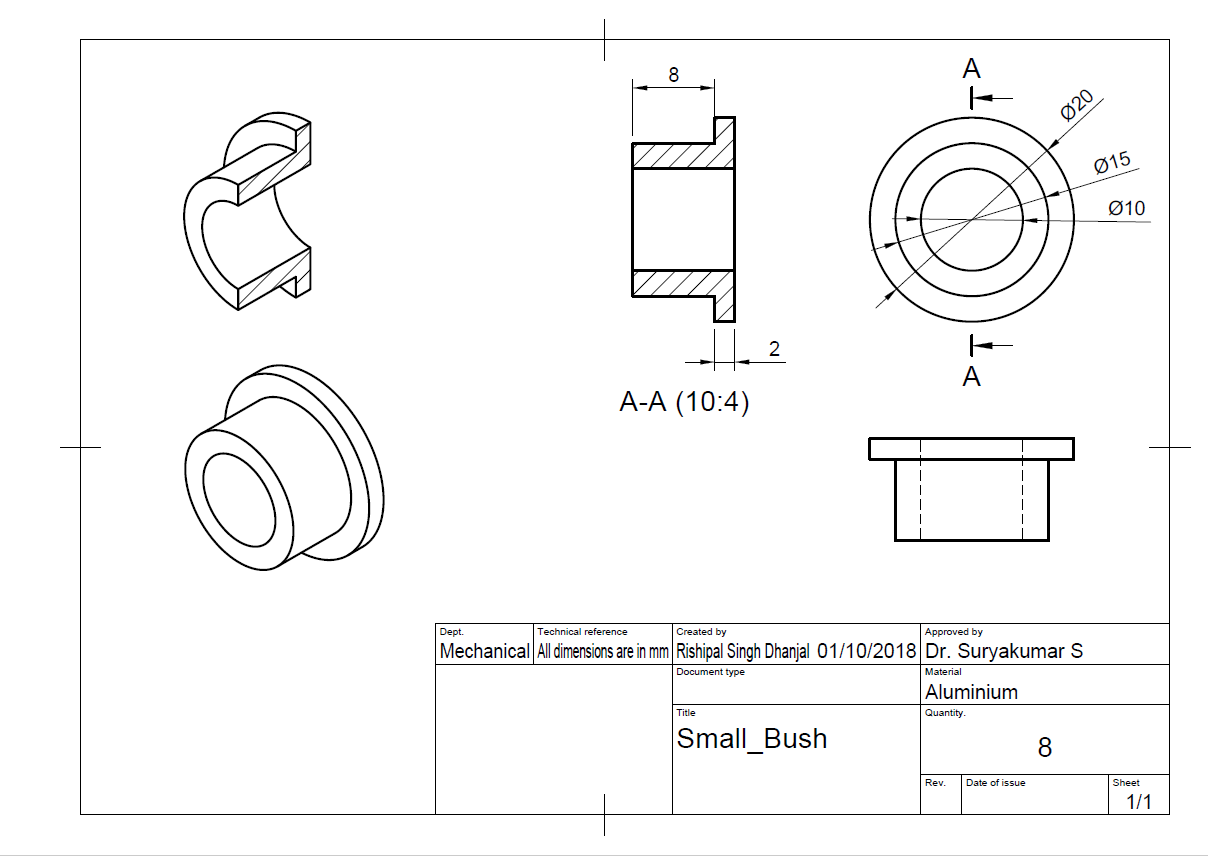 8
A
Ø20
Ø15
Ø10
2
A
A-A (10:4)
Dept.
Technical reference
Created by
Approved by
Mechanical
All dimensions are in mm
Rishipal Singh Dhanjal 01/10/2018
Dr. Suryakumar S
Document type
Material
Aluminium
Title
Quantity.
Small_Bush
8
Rev.
Date of issue
Sheet
1/1